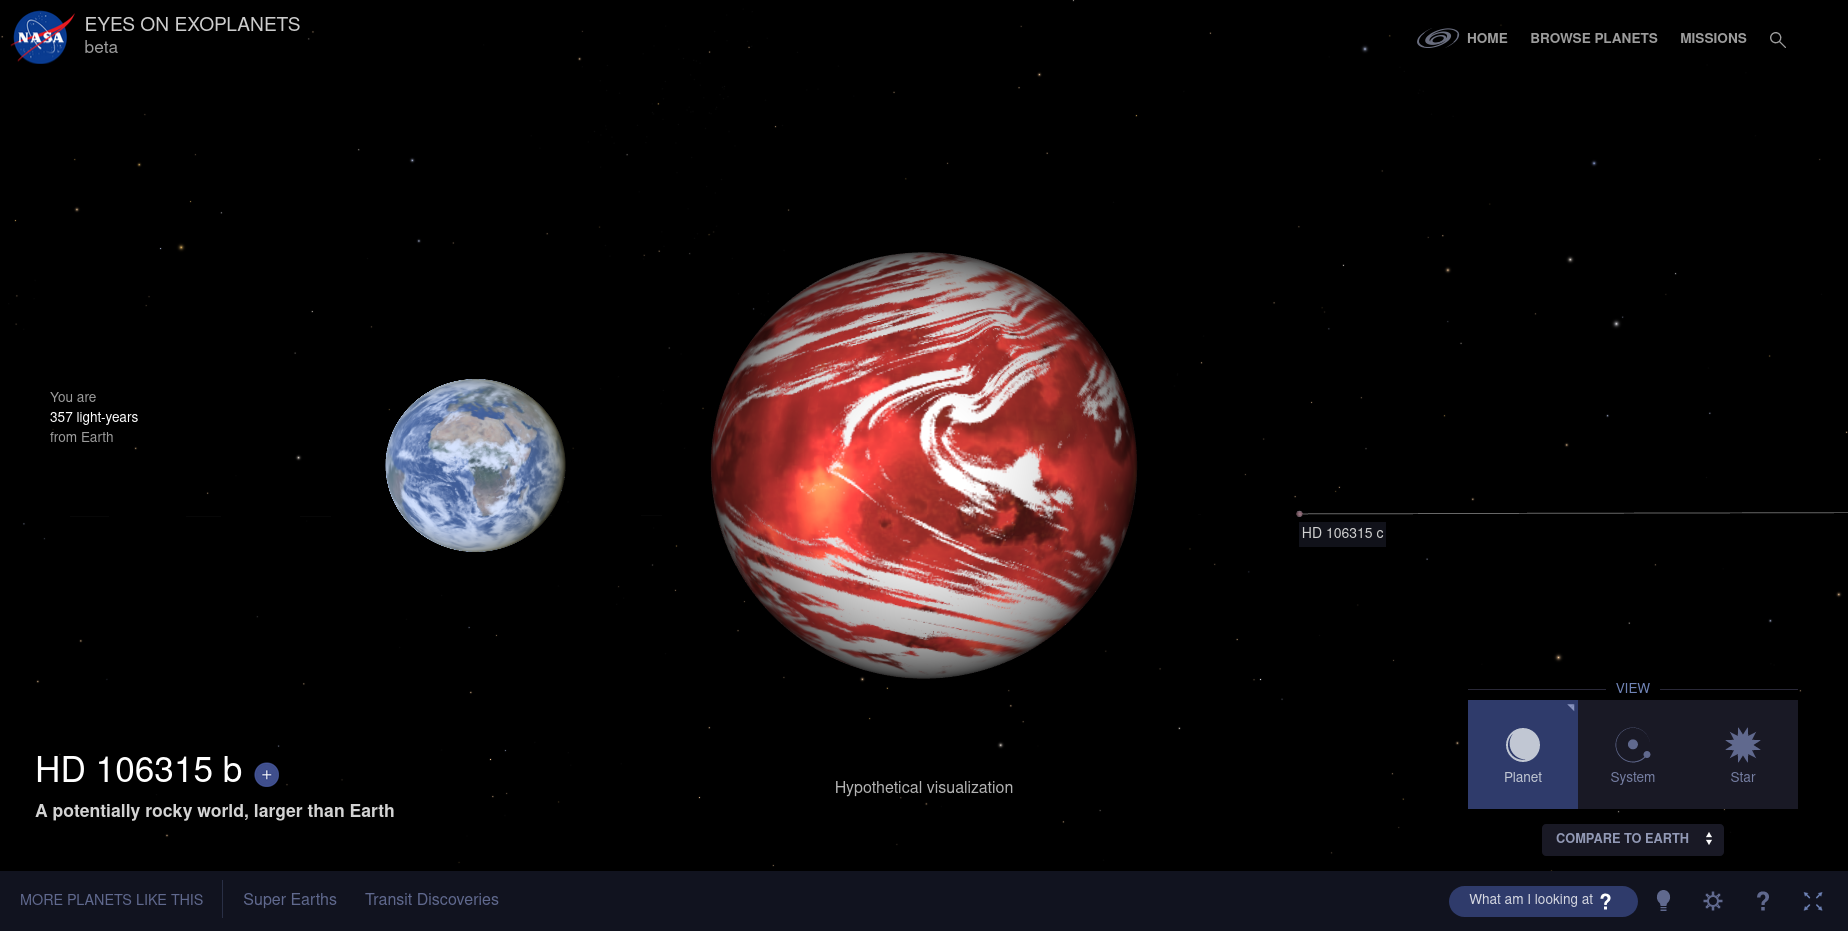 NASA
EYES ON EXOPLANETS
beta
HOME
BROWSE PLANETS
MISSIONS
You are
357 light-years
from Earth
HD 106315 c
HD 106315 b +
A potentially rocky world, larger than Earth
Hypothetical visualization
VIEW
Planet
System
Star
COMPARE TO EARTH
MORE PLANETS LIKE THIS
Super Earths
Transit Discoveries
What am I looking at ?
?